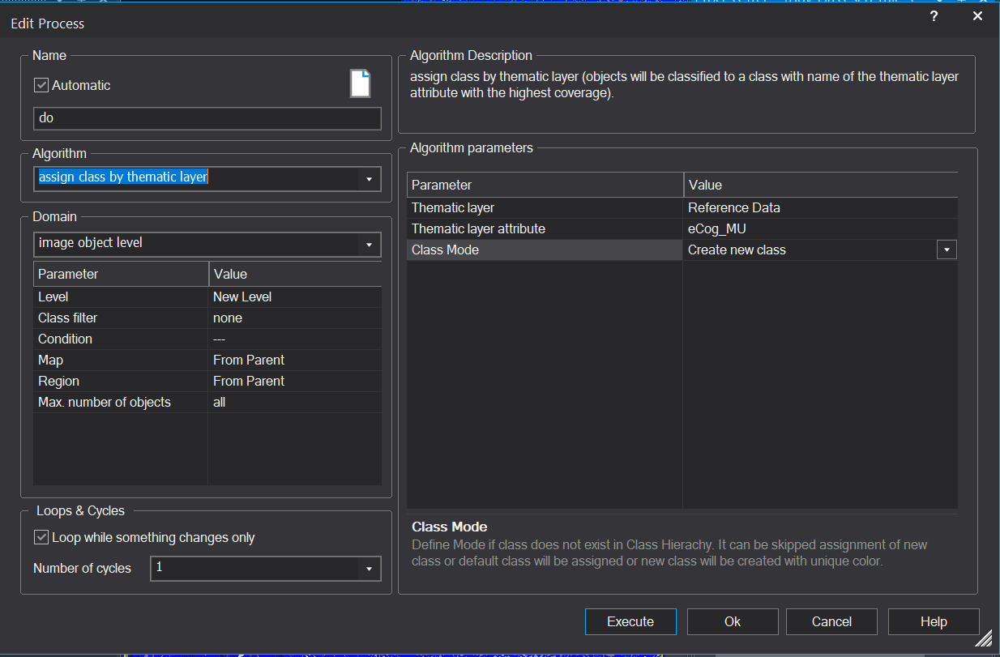 Edit Process
?
Name
Automatic
do
Algorithm
assign class by thematic layer
Domain
image object level
Parameter Value
Level New Level
Class filter none
Condition ---
Map From Parent
Region From Parent
Max. number of objects all
Loops & Cycles
Loop while something changes only
Number of cycles 1
Algorithm Description
assign class by thematic layer (objects will be classified to a class with name of the thematic layer
attribute with the highest coverage).
Algorithm parameters
Parameter Value
Thematic layer Reference Data
Thematic layer attribute eCog_MU
Class Mode Create new class
Class Mode
Define Mode if class does not exist in Class Hierachy. It can be skipped assignment of new
class or default class will be assigned or new class will be created with unique color.
Execute Ok Cancel Help